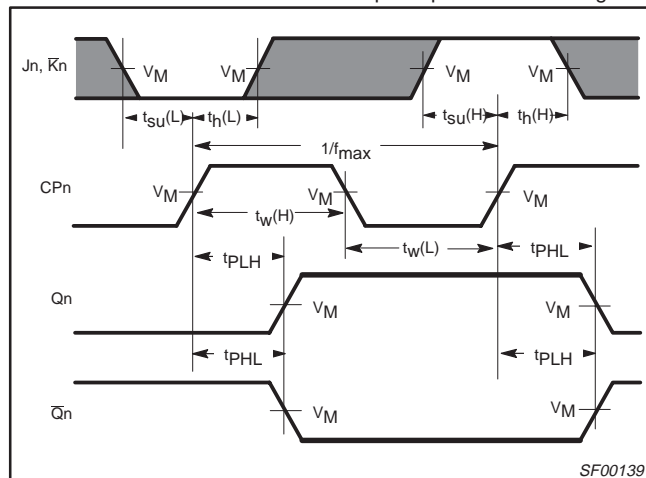 Jn, K̅n
VM VM VM VM
tsu(L) th(L) tsu(H) th(H)
1/fmax
CPn
VM VM VM
tw(H)
tw(L)
tPLH tPHL
Qn
VM VM
tPHL tPLH
Q̅n
VM VM
SF00139